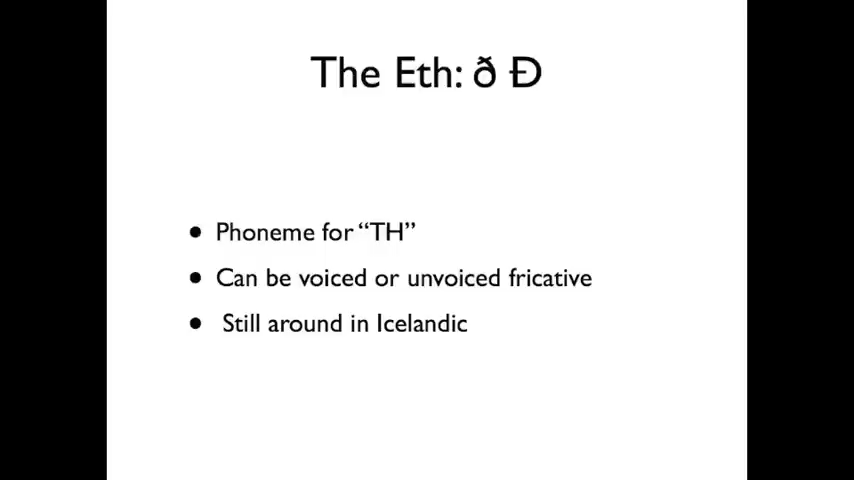 The Eth: ð Ð
• Phoneme for “TH”
• Can be voiced or unvoiced fricative
• Still around in Icelandic